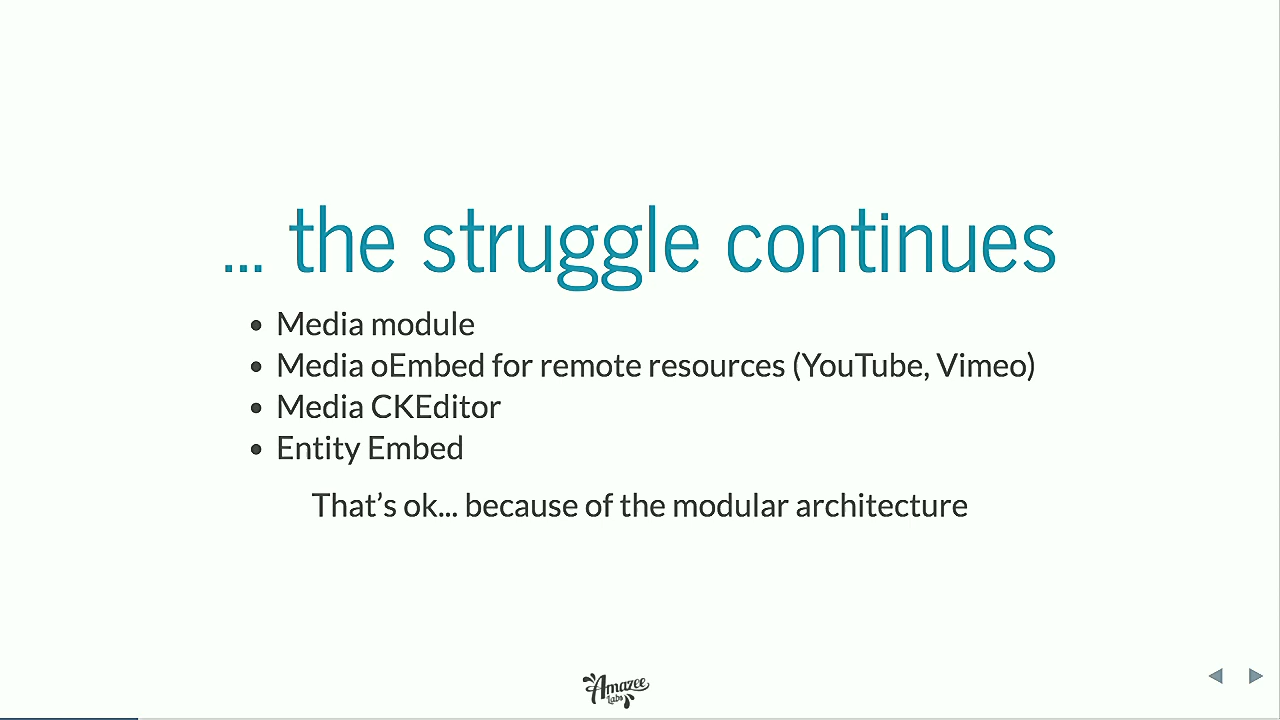 ... the struggle continues
Media module
Media oEmbed for remote resources (YouTube, Vimeo)
Media CKEditor
Entity Embed
That’s ok... because of the modular architecture
Amazee
Labs